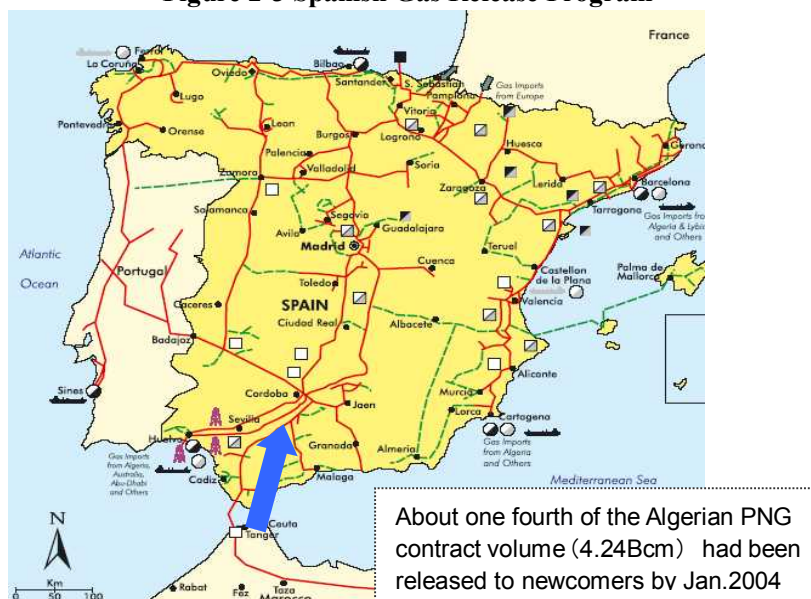 Figure 2-3 Spanish Gas Release Program
France
Ferrol
La Coruña
Oviedo
Bilbao
Santander
S. Sebastian
Pamplona
Gas Imports
from Europe
Lugo
Vitoria
Pontevedra
Orense
Leon
Burgos
Logrono
Huesca
Gerona
Palencia
Soria
Zamora
Valladolid
Zaragoza
Lerida
Barcelona
Salamanca
Segovia
Tarragona
Gas Imports from
Algeria & Lybia
and Others
Avila
Guadalajara
Madrid
Teruel
Atlantic
Ocean
Portugal
Cuenca
Castellon
de la Plana
Palma de
Mallorca
Toledo
SPAIN
Caceres
Valencia
Ciudad Real
Albacete
Badajoz
Alicante
Sines
Cordoba
Murcia
Jaen
Lorca
Cartagena
Sevilla
Huelva
Gas Imports
from Algeria
and Others
Granada
Almeria
Gas Imports
from Algeria,
Australia,
Abu-Dhabi
and Others
Cadiz
Malaga
Mediterranean Sea
N
Ceuta
Tanger
About one fourth of the Algerian PNG
contract volume (4.24Bcm) had been
released to newcomers by Jan.2004
Km
50 0 100
Rabat
Fez
Taza
Marocco